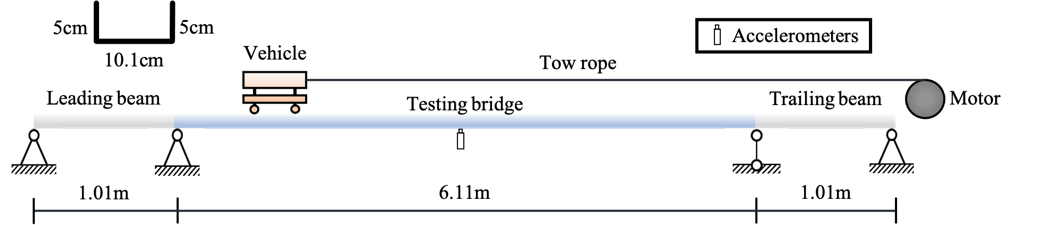 5cm
5cm
10.1cm
Vehicle
Accelerometers
Tow rope
Leading beam
Testing bridge
Trailing beam
Motor
1.01m
6.11m
1.01m